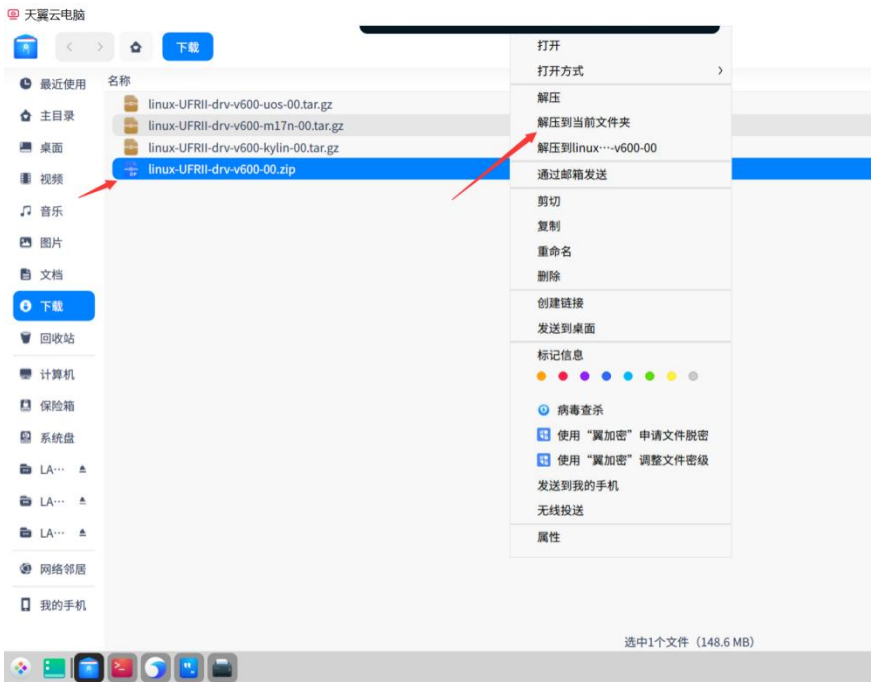 天翼云电脑
下载
最近使用
主目录
桌面
视频
音乐
图片
文档
下载
回收站
计算机
保险箱
系统盘
LA…
LA…
LA…
网络邻居
我的手机
名称
linux-UFRII-drv-v600-uos-00.tar.gz
linux-UFRII-drv-v600-m17n-00.tar.gz
linux-UFRII-drv-v600-kylin-00.tar.gz
linux-UFRII-drv-v600-00.zip
打开
打开方式
解压
解压到当前文件夹
解压到linux…-v600-00
通过邮箱发送
剪切
复制
重命名
删除
创建链接
发送到桌面
标记信息
病毒查杀
使用“翼加密”申请文件脱密
使用“翼加密”调整文件密级
发送到我的手机
无线投送
属性
选中1个文件（148.6 MB）